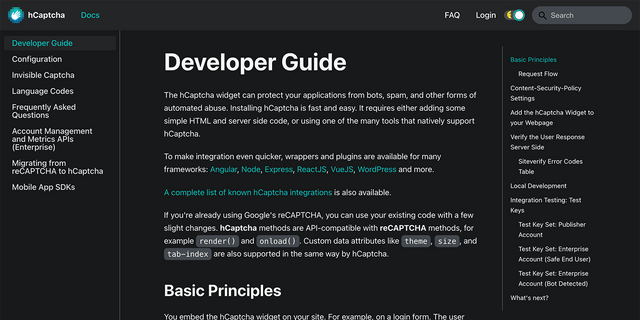 hCaptcha
Docs
FAQ
Login
Search
Developer Guide
Configuration
Invisible Captcha
Language Codes
Frequently Asked
Questions
Account Management
and Metrics APIs
(Enterprise)
Migrating from
reCAPTCHA to hCaptcha
Mobile App SDKs
Developer Guide
The hCaptcha widget can protect your applications from bots, spam, and other forms of
automated abuse. Installing hCaptcha is fast and easy. It requires either adding some
simple HTML and server side code, or using one of the many tools that natively support
hCaptcha.
To make integration even quicker, wrappers and plugins are available for many
frameworks: Angular, Node, Express, ReactJS, VueJS, WordPress and more.
A complete list of known hCaptcha integrations is also available.
If you're already using Google's reCAPTCHA, you can use your existing code with a few
slight changes. hCaptcha methods are API-compatible with reCAPTCHA methods, for
example render() and onload(). Custom data attributes like theme, size, and
tab-index are also supported in the same way by hCaptcha.
Basic Principles
You embed the hCaptcha widget on your site. For example, on a login form. The user
Basic Principles
Request Flow
Content-Security-Policy
Settings
Add the hCaptcha Widget to
your Webpage
Verify the User Response
Server Side
Siteverify Error Codes
Table
Local Development
Integration Testing: Test
Keys
Test Key Set: Publisher
Account
Test Key Set: Enterprise
Account (Safe End User)
Test Key Set: Enterprise
Account (Bot Detected)
What's next?